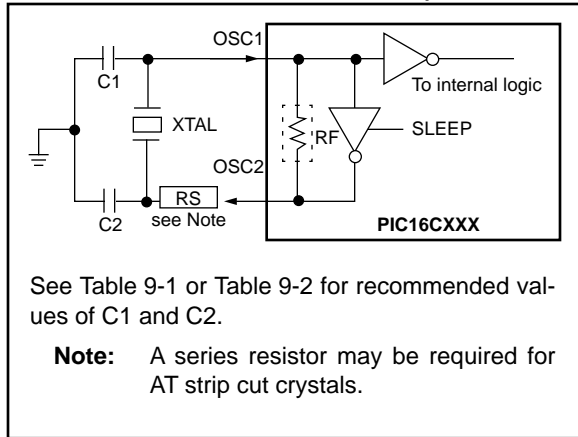 OSC1
C1
To internal logic
XTAL
RF
SLEEP
OSC2
RS
C2
see Note
PIC16CXXX
See Table 9-1 or Table 9-2 for recommended val-
ues of C1 and C2.
Note: A series resistor may be required for
AT strip cut crystals.